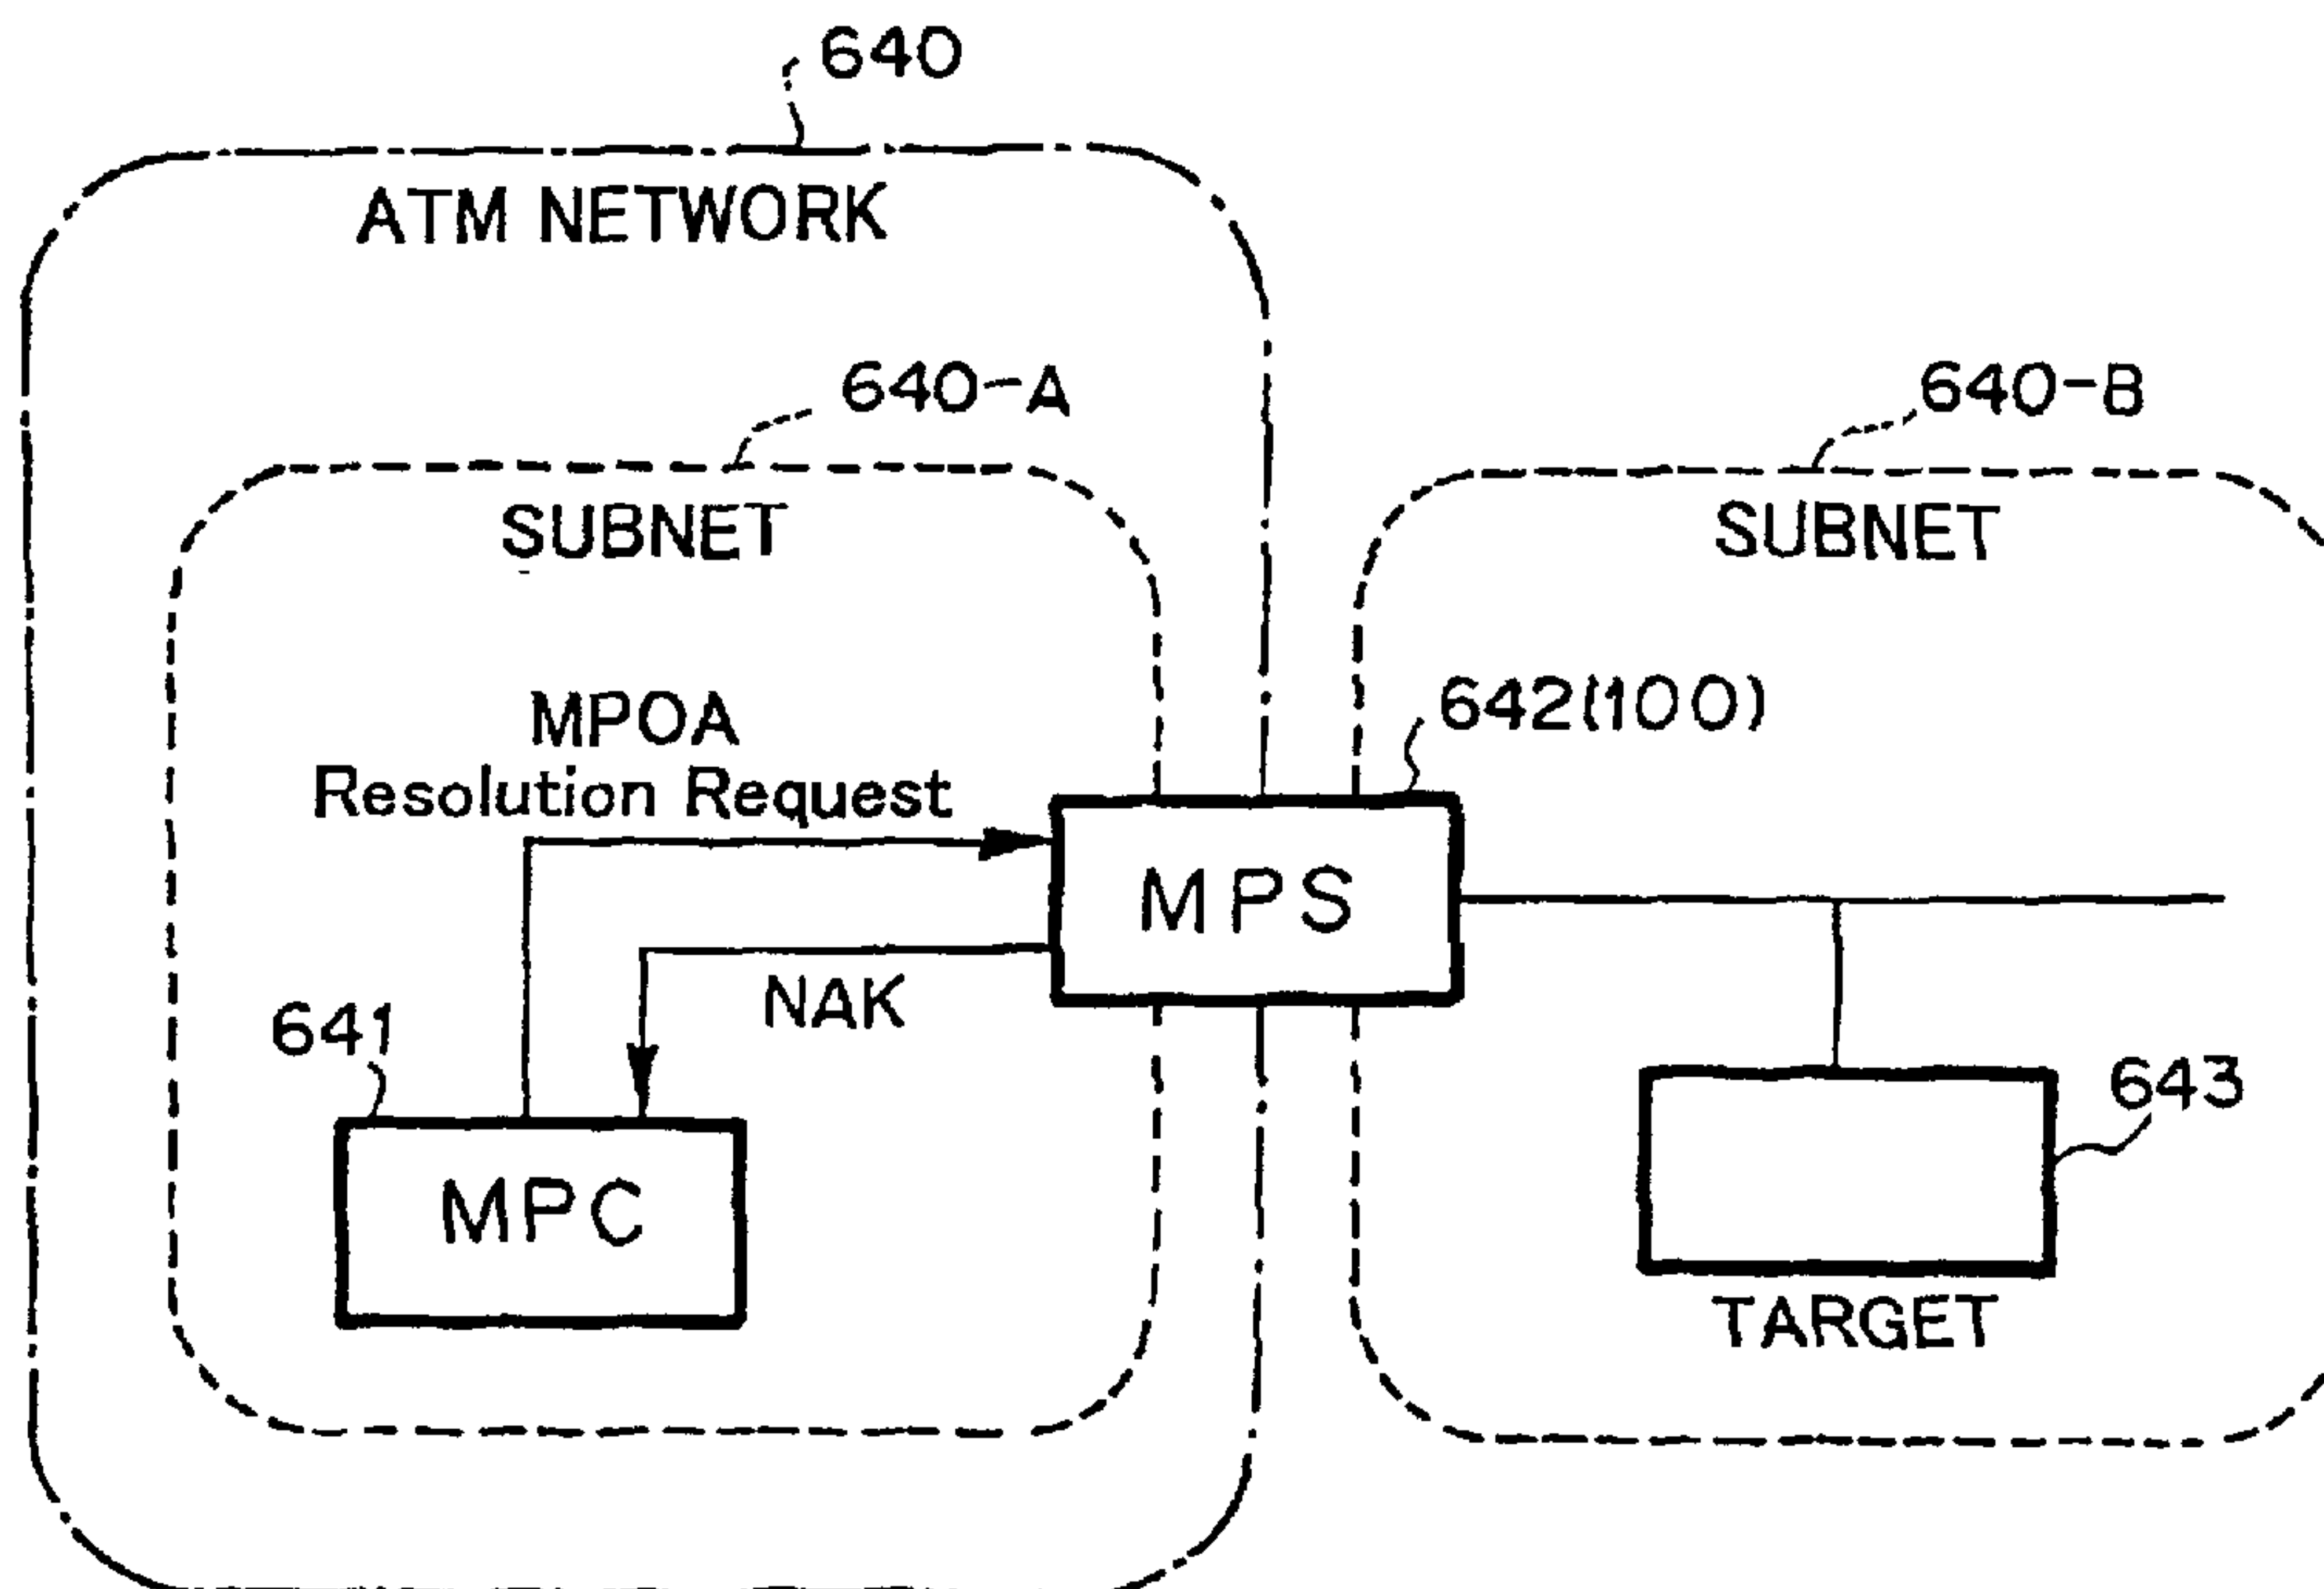 640
ATM NETWORK
640-A
640-B
SUBNET
SUBNET
642(100)
MPOA
Resolution Request
MPS
NAK
641
643
MPC
TARGET